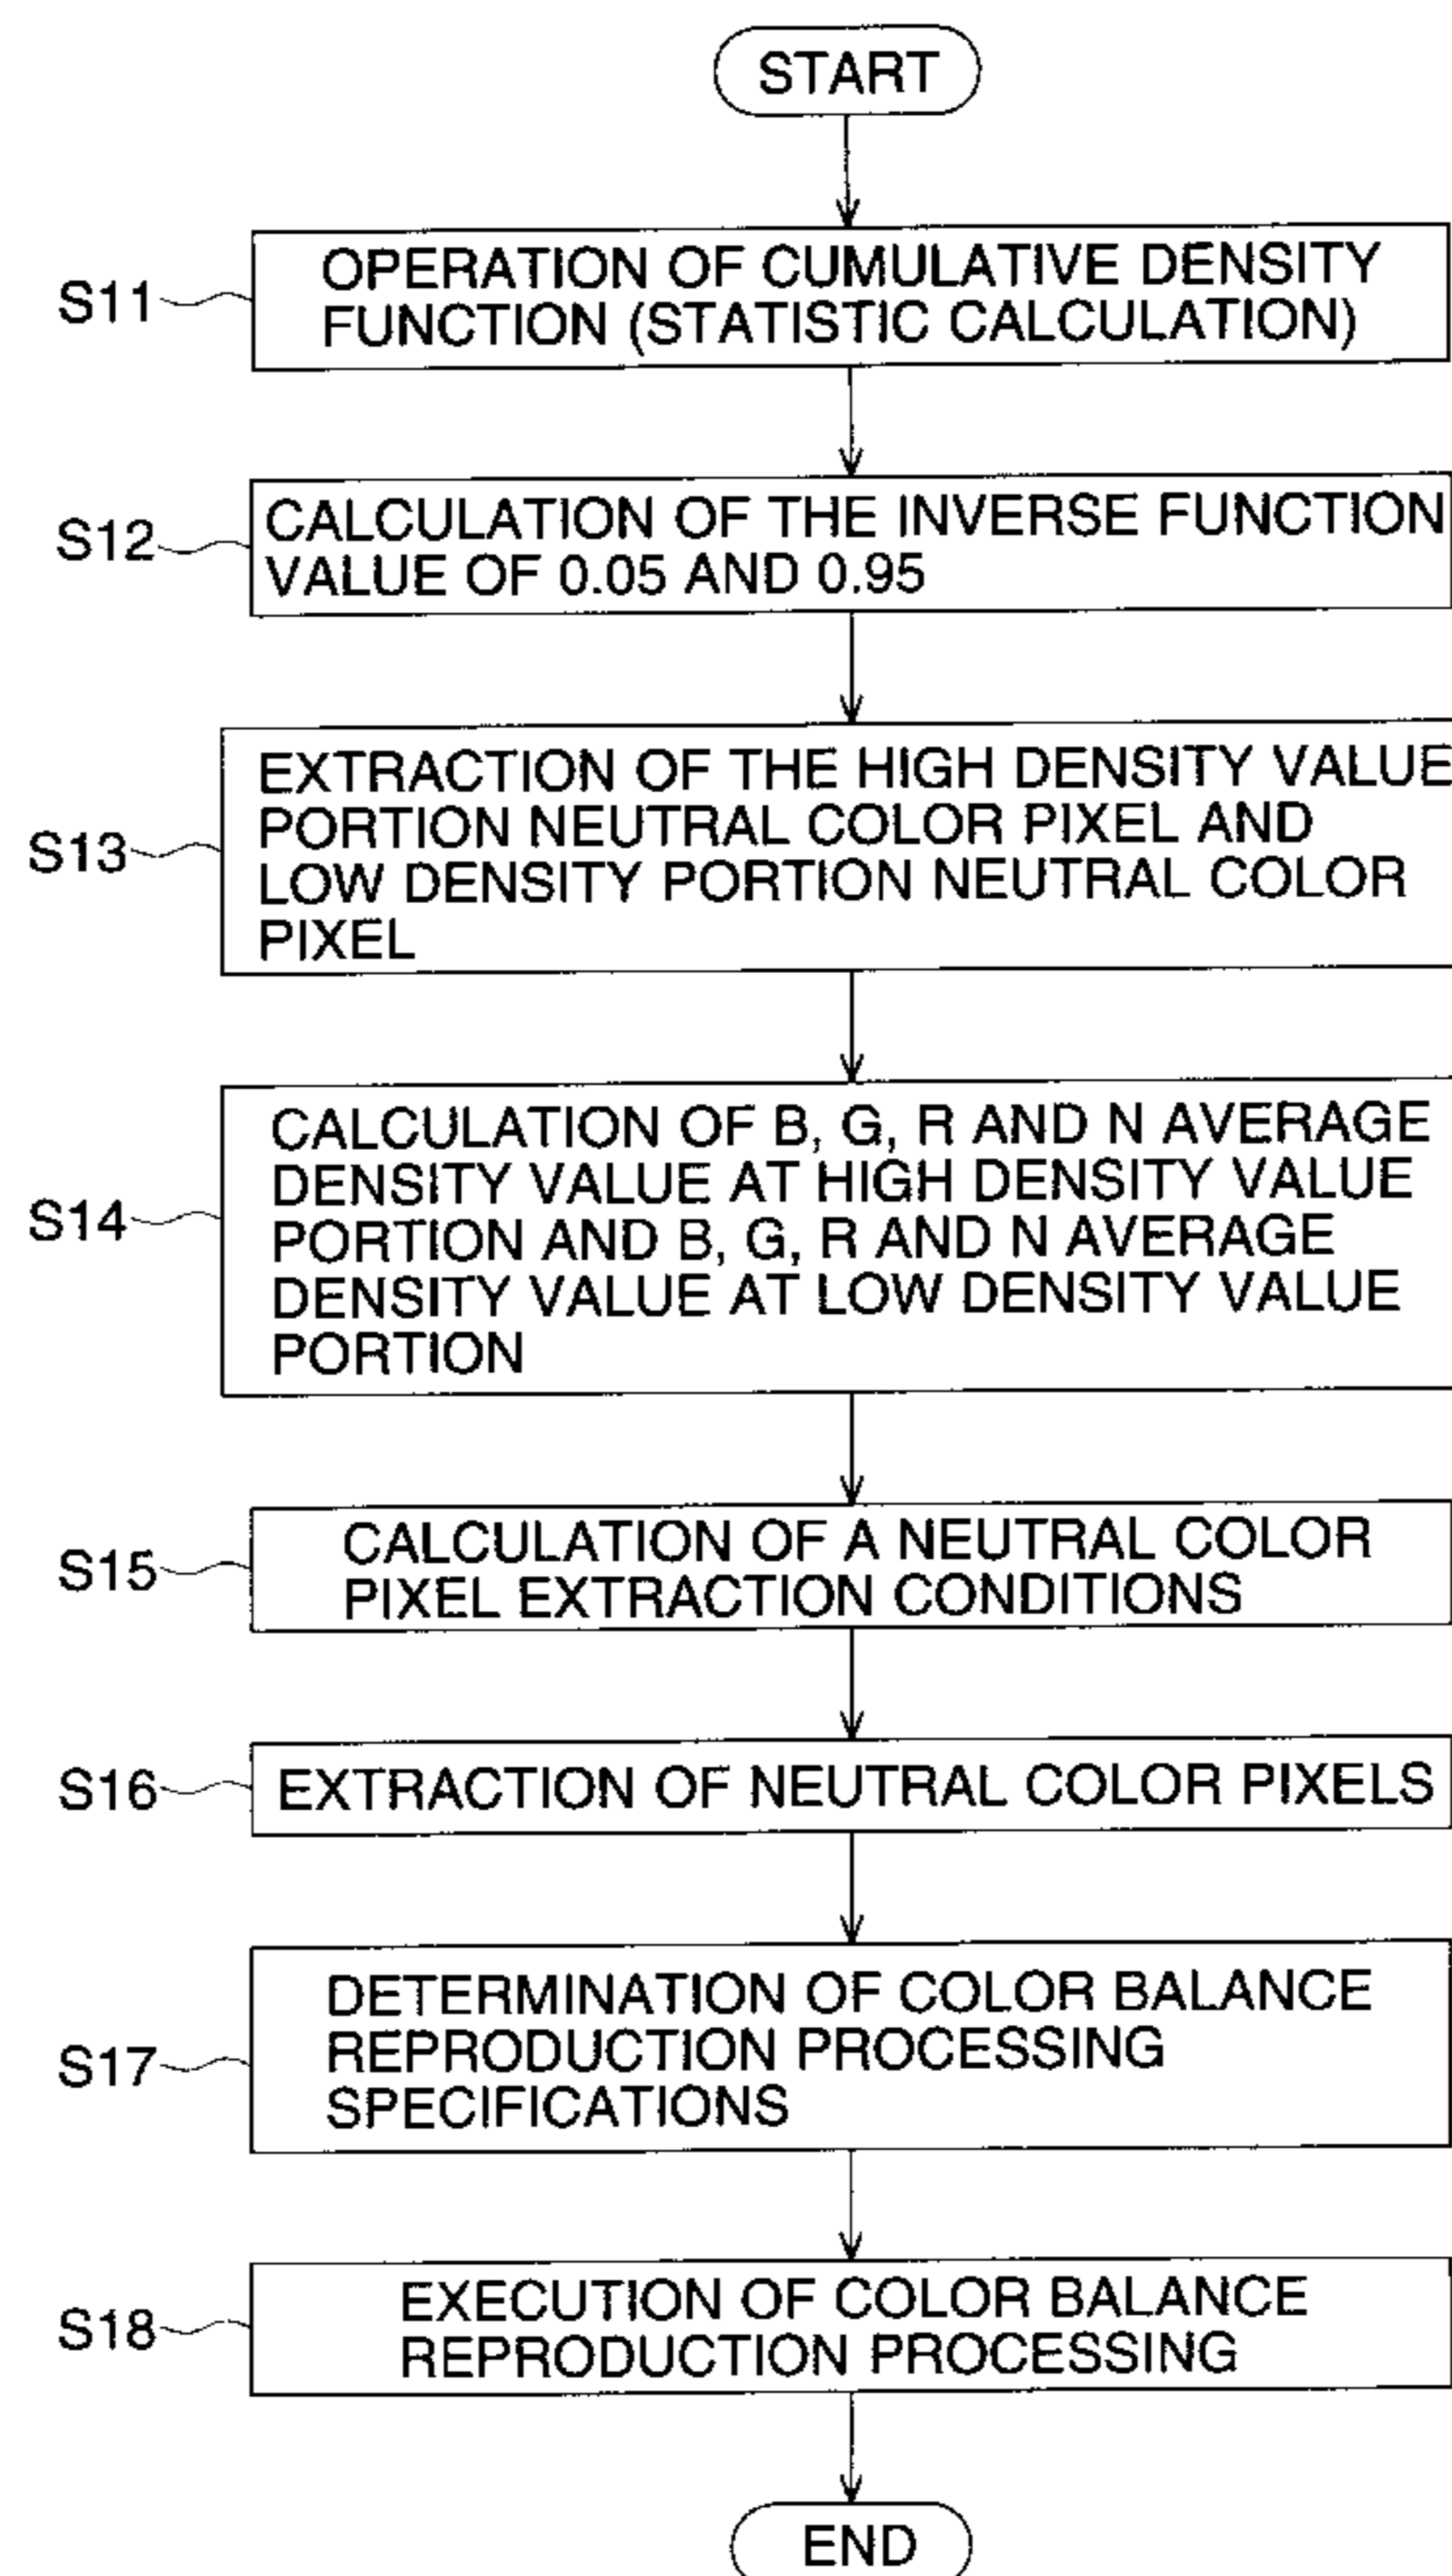 START
S11
OPERATION OF CUMULATIVE DENSITY
FUNCTION (STATISTIC CALCULATION)
S12
CALCULATION OF THE INVERSE FUNCTION
VALUE OF 0.05 AND 0.95
S13
EXTRACTION OF THE HIGH DENSITY VALUE
PORTION NEUTRAL COLOR PIXEL AND
LOW DENSITY PORTION NEUTRAL COLOR
PIXEL
S14
CALCULATION OF B, G, R AND N AVERAGE
DENSITY VALUE AT HIGH DENSITY VALUE
PORTION AND B, G, R AND N AVERAGE
DENSITY VALUE AT LOW DENSITY VALUE
PORTION
S15
CALCULATION OF A NEUTRAL COLOR
PIXEL EXTRACTION CONDITIONS
S16
EXTRACTION OF NEUTRAL COLOR PIXELS
S17
DETERMINATION OF COLOR BALANCE
REPRODUCTION PROCESSING
SPECIFICATIONS
S18
EXECUTION OF COLOR BALANCE
REPRODUCTION PROCESSING
END